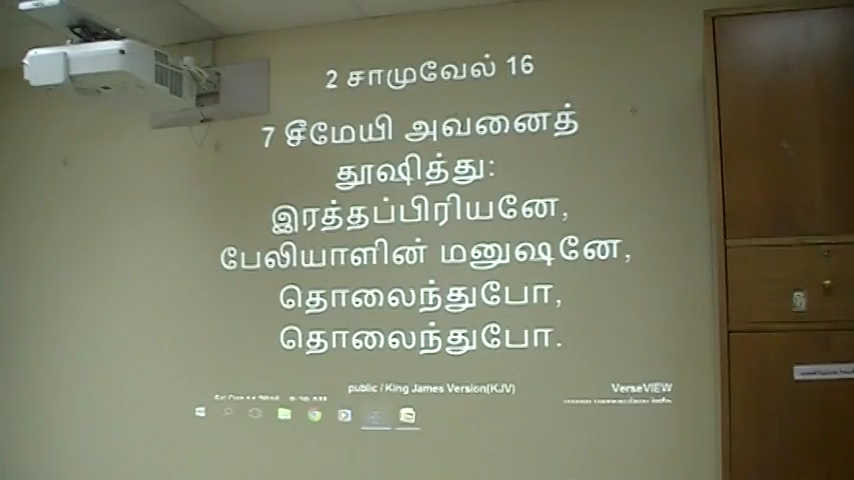 2 சாமுவேல் 16
7 சீமேயி அவனைத்
தூஷித்து:
இரத்தப்பிரியனே,
பேலியாளின் மனுஷனே,
தொலைந்துபோ,
தொலைந்துபோ.
public / King James Version(KJV)
VerseVIEW